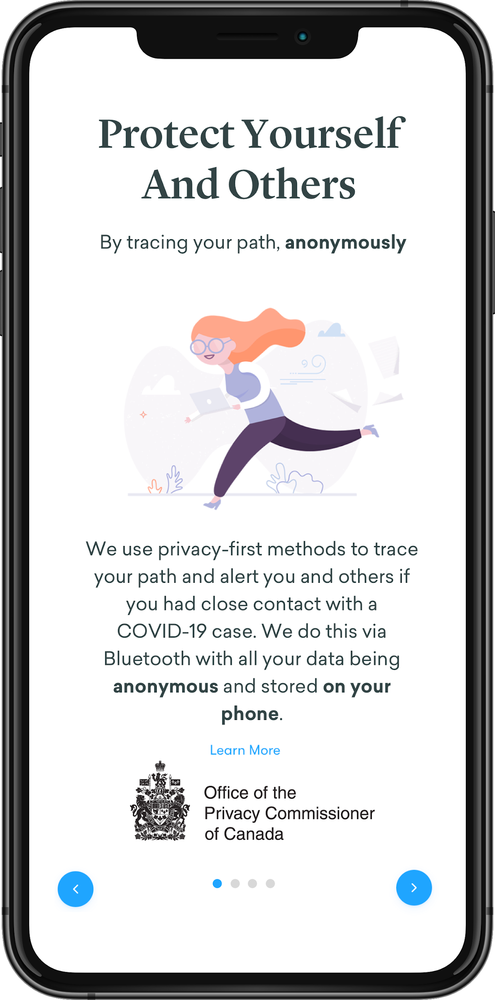 Protect Yourself
And Others
By tracing your path, anonymously
We use privacy-first methods to trace
your path and alert you and others if
you had close contact with a
COVID-19 case. We do this via
Bluetooth with all your data being
anonymous and stored on your
phone.
Learn More
Office of the
Privacy Commissioner
of Canada